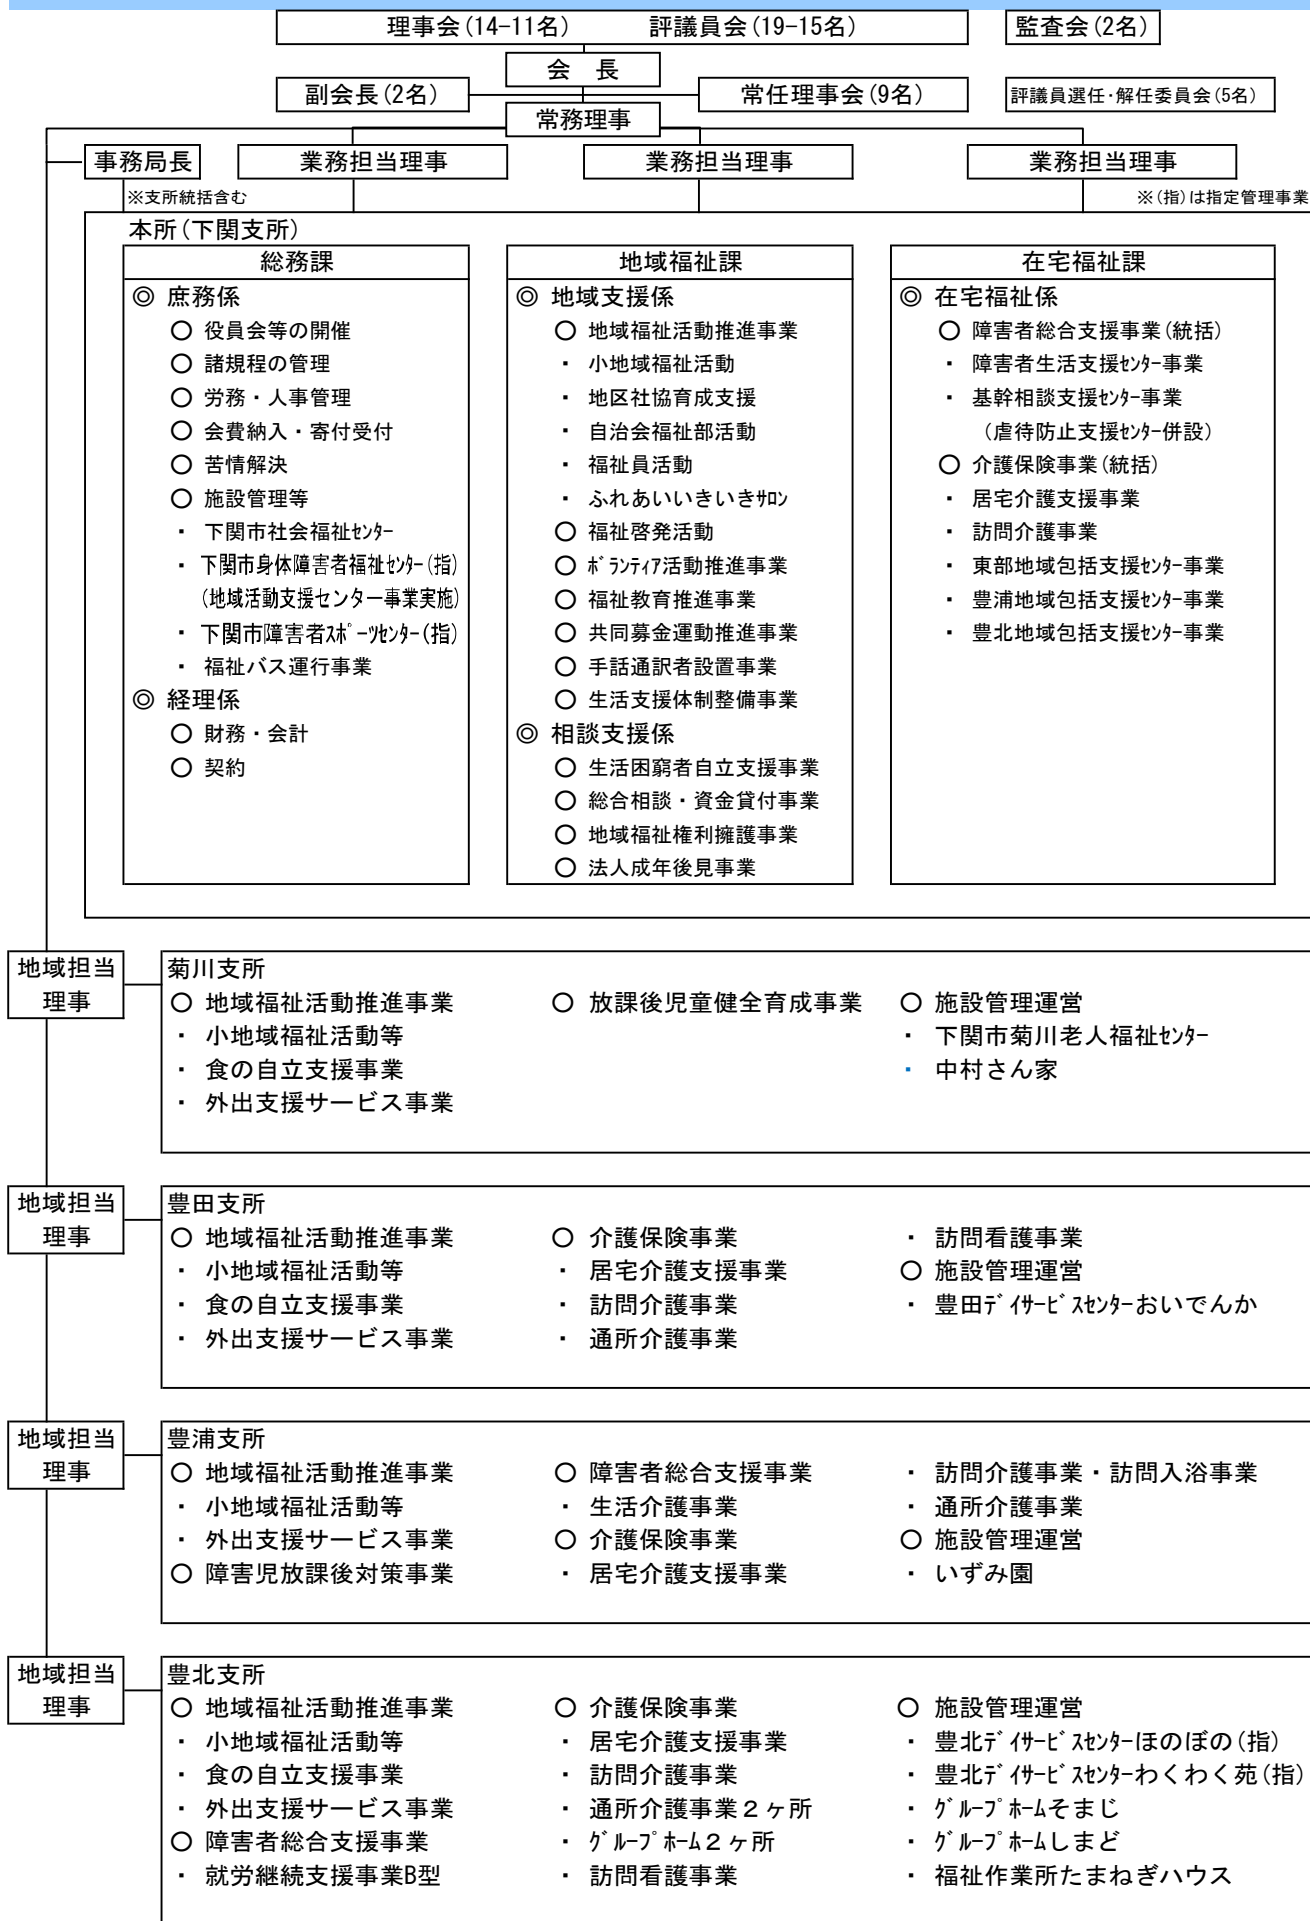 理事会(14-11名)　評議員会(19-15名)
監査会(2名)
会　長
副会長(2名)
常任理事会(9名)
評議員選任･解任委員会(5名)
常務理事
事務局長
業務担当理事
業務担当理事
業務担当理事
※支所統括含む
※(指)は指定管理事業
本所(下関支所)
総務課
◎ 庶務係
○ 役員会等の開催
○ 諸規程の管理
○ 労務・人事管理
○ 会費納入・寄付受付
○ 苦情解決
○ 施設管理等
・ 下関市社会福祉ｾﾝﾀｰ
・ 下関市身体障害者福祉ｾﾝﾀｰ(指)
(地域活動支援センター事業実施)
・ 下関市障害者ｽﾎﾟｰﾂｾﾝﾀｰ(指)
・ 福祉バス運行事業
◎ 経理係
○ 財務・会計
○ 契約
地域福祉課
◎ 地域支援係
○ 地域福祉活動推進事業
・ 小地域福祉活動
・ 地区社協育成支援
・ 自治会福祉部活動
・ 福祉員活動
・ ふれあいいきいきｻﾛﾝ
○ 福祉啓発活動
○ ﾎﾞﾗﾝﾃｨｱ活動推進事業
○ 福祉教育推進事業
○ 共同募金運動推進事業
○ 手話通訳者設置事業
○ 生活支援体制整備事業
◎ 相談支援係
○ 生活困窮者自立支援事業
○ 総合相談・資金貸付事業
○ 地域福祉権利擁護事業
○ 法人成年後見事業
在宅福祉課
◎ 在宅福祉係
○ 障害者総合支援事業(統括)
・ 障害者生活支援ｾﾝﾀｰ事業
・ 基幹相談支援ｾﾝﾀｰ事業
(虐待防止支援ｾﾝﾀｰ併設)
○ 介護保険事業(統括)
・ 居宅介護支援事業
・ 訪問介護事業
・ 東部地域包括支援ｾﾝﾀｰ事業
・ 豊浦地域包括支援ｾﾝﾀｰ事業
・ 豊北地域包括支援ｾﾝﾀｰ事業
地域担当
理事
菊川支所
○ 地域福祉活動推進事業
・ 小地域福祉活動等
・ 食の自立支援事業
・ 外出支援サービス事業
○ 放課後児童健全育成事業
○ 施設管理運営
・ 下関市菊川老人福祉ｾﾝﾀｰ
・ 中村さん家
地域担当
理事
豊田支所
○ 地域福祉活動推進事業
・ 小地域福祉活動等
・ 食の自立支援事業
・ 外出支援サービス事業
○ 介護保険事業
・ 居宅介護支援事業
・ 訪問介護事業
・ 通所介護事業
・ 訪問看護事業
○ 施設管理運営
・ 豊田ﾃﾞｲｻｰﾋﾞｽｾﾝﾀｰおいでんか
地域担当
理事
豊浦支所
○ 地域福祉活動推進事業
・ 小地域福祉活動等
・ 外出支援サービス事業
○ 障害児放課後対策事業
○ 障害者総合支援事業
・ 生活介護事業
○ 介護保険事業
・ 居宅介護支援事業
・ 訪問介護事業・訪問入浴事業
・ 通所介護事業
○ 施設管理運営
・ いずみ園
地域担当
理事
豊北支所
○ 地域福祉活動推進事業
・ 小地域福祉活動等
・ 食の自立支援事業
・ 外出支援サービス事業
○ 障害者総合支援事業
・ 就労継続支援事業B型
○ 介護保険事業
・ 居宅介護支援事業
・ 訪問介護事業
・ 通所介護事業２ヶ所
・ ｸﾞﾙｰﾌﾟﾎｰﾑ２ヶ所
・ 訪問看護事業
○ 施設管理運営
・ 豊北ﾃﾞｲｻｰﾋﾞｽｾﾝﾀｰほのぼの(指)
・ 豊北ﾃﾞｲｻｰﾋﾞｽｾﾝﾀｰわくわく苑(指)
・ ｸﾞﾙｰﾌﾟﾎｰﾑそまじ
・ ｸﾞﾙｰﾌﾟﾎｰﾑしまど
・ 福祉作業所たまねぎハウス